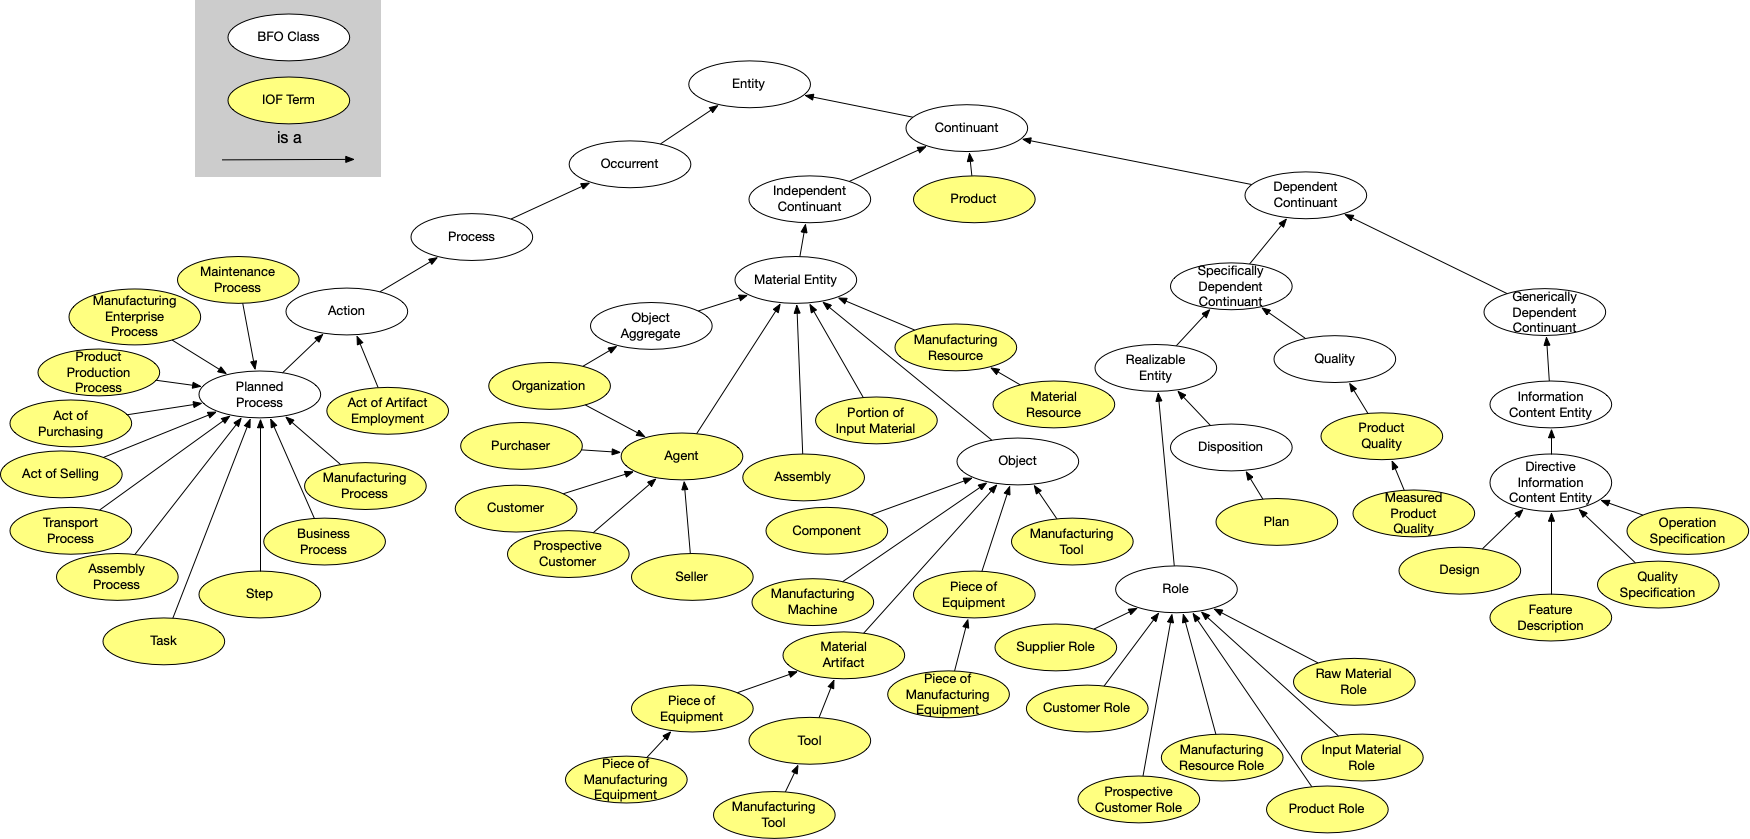 BFO Class
IOF Term
is a
Entity
Continuant
Occurrent
Independent
Continuant
Product
Dependent
Continuant
Process
Maintenance
Process
Material Entity
Specifically
Dependent
Continuant
Manufacturing
Enterprise
Process
Action
Object
Aggregate
Generically
Dependent
Continuant
Manufacturing
Resource
Realizable
Entity
Quality
Product
Production
Process
Planned
Process
Organization
Material
Resource
Information
Content Entity
Act of
Purchasing
Act of Artifact
Employment
Portion of
Input Material
Product
Quality
Purchaser
Agent
Object
Disposition
Act of Selling
Manufacturing
Process
Assembly
Directive
Information
Content Entity
Customer
Measured
Product
Quality
Transport
Process
Business
Process
Prospective
Customer
Component
Manufacturing
Tool
Plan
Operation
Specification
Assembly
Process
Step
Seller
Manufacturing
Machine
Piece of
Equipment
Role
Design
Quality
Specification
Feature
Description
Task
Material
Artifact
Supplier Role
Piece of
Manufacturing
Equipment
Raw Material
Role
Piece of
Equipment
Customer Role
Tool
Manufacturing
Resource Role
Input Material
Role
Piece of
Manufacturing
Equipment
Prospective
Customer Role
Product Role
Manufacturing
Tool